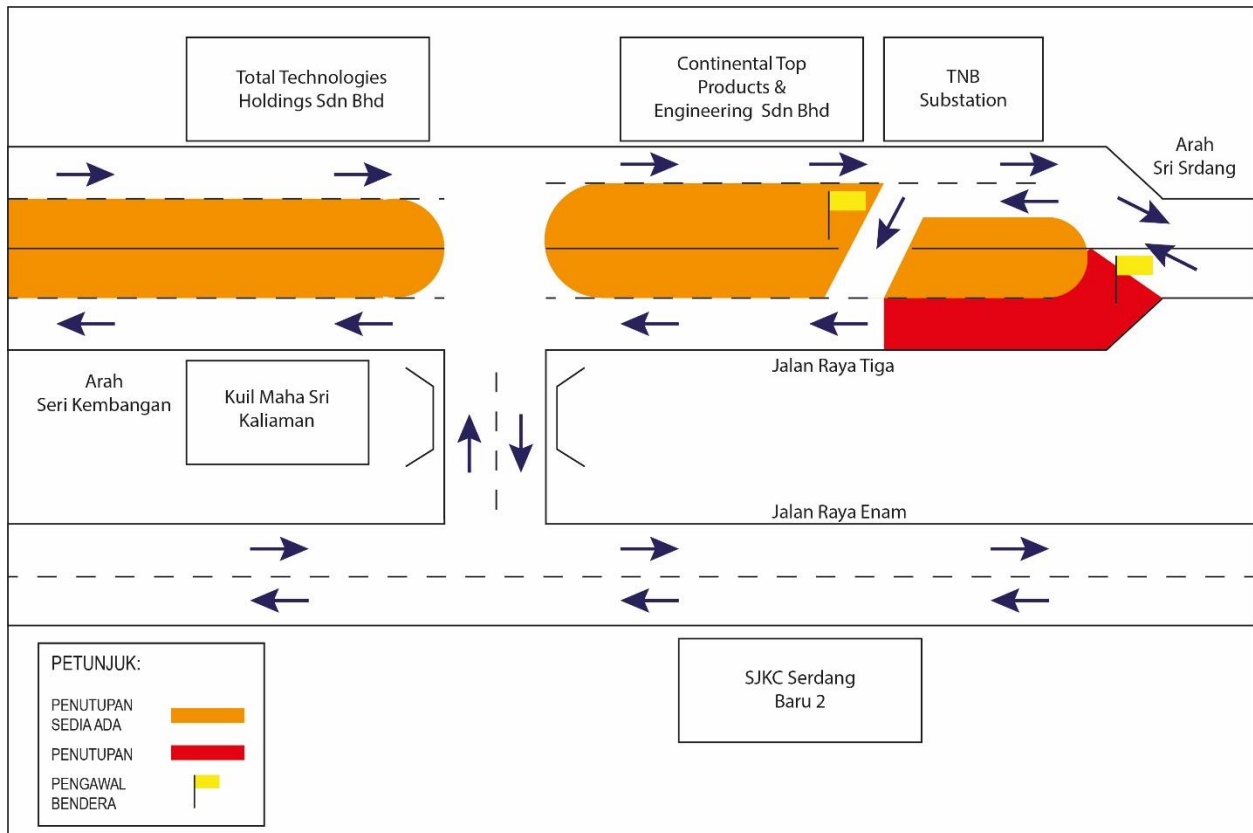 Total Technologies
Holdings Sdn Bhd
Continental Top
Products &
Engineering Sdn Bhd
TNB
Substation
Arah
Sri Srdang
Jalan Raya Tiga
Arah
Seri Kembangan
Kuil Maha Sri
Kaliaman
Jalan Raya Enam
SJKC Serdang
Baru 2
PETUNJUK:
PENUTUPAN
SEDIA ADA
PENUTUPAN
PENGAWAL
BENDERA